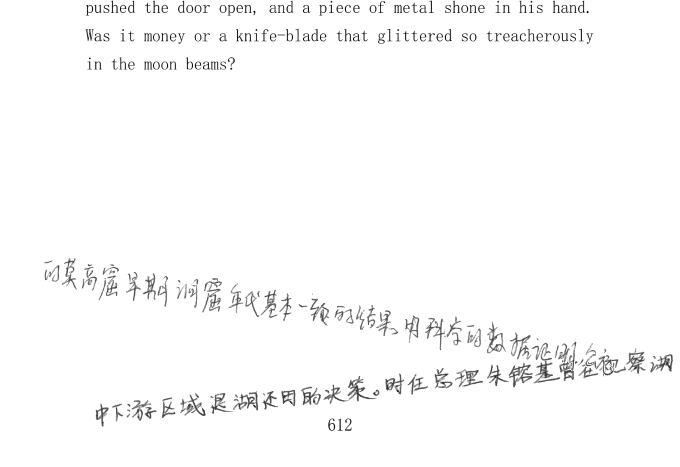 pushed the door open, and a piece of metal shone in his hand.
Was it money or a knife-blade that glittered so treacherously
in the moon beams?
的莫高窟早期洞窟年代基本一致的结果,用科学的数据证明
中下游区域退湖还田的决策。时任总理朱镕基曾在视察湖
612